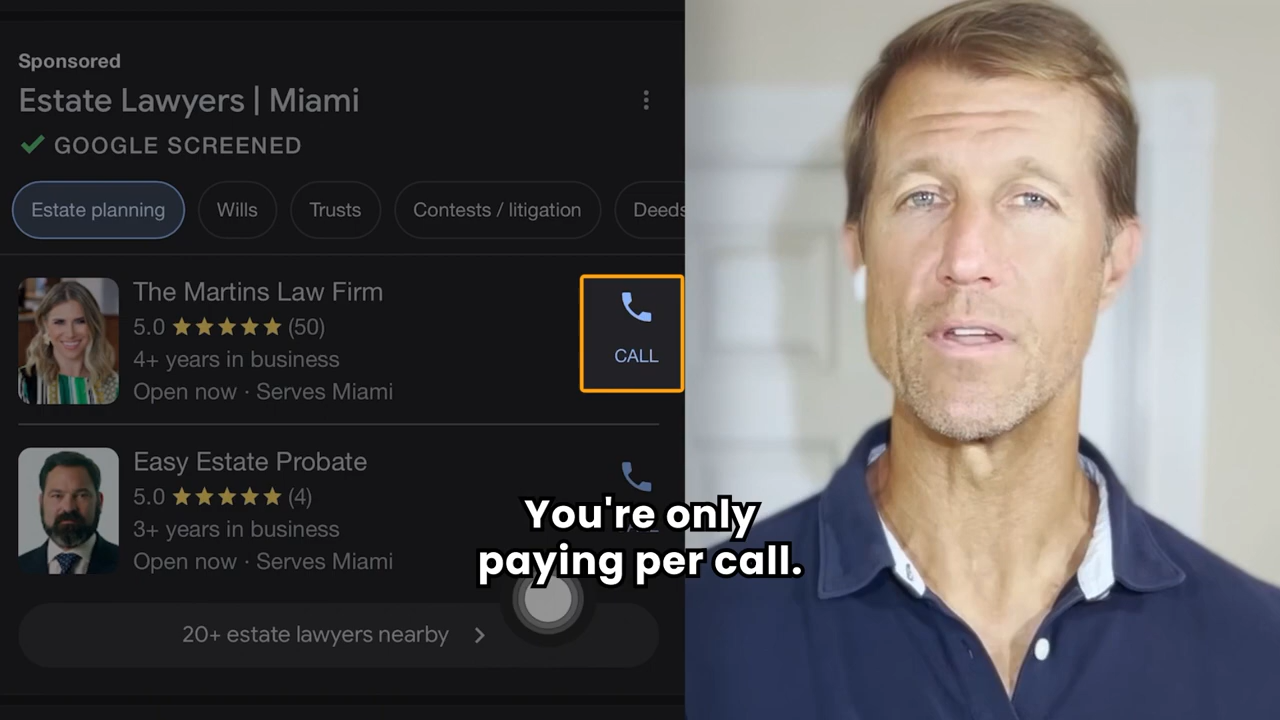 Sponsored
Estate Lawyers | Miami
GOOGLE SCREENED
Estate planning
Wills
Trusts
Contests / litigation
Deeds
The Martins Law Firm
5.0 ★★★★★ (50)
4+ years in business
Open now · Serves Miami
CALL
Easy Estate Probate
5.0 ★★★★★ (4)
3+ years in business
Open now · Serves Miami
20+ estate lawyers nearby
You're only
paying per call.